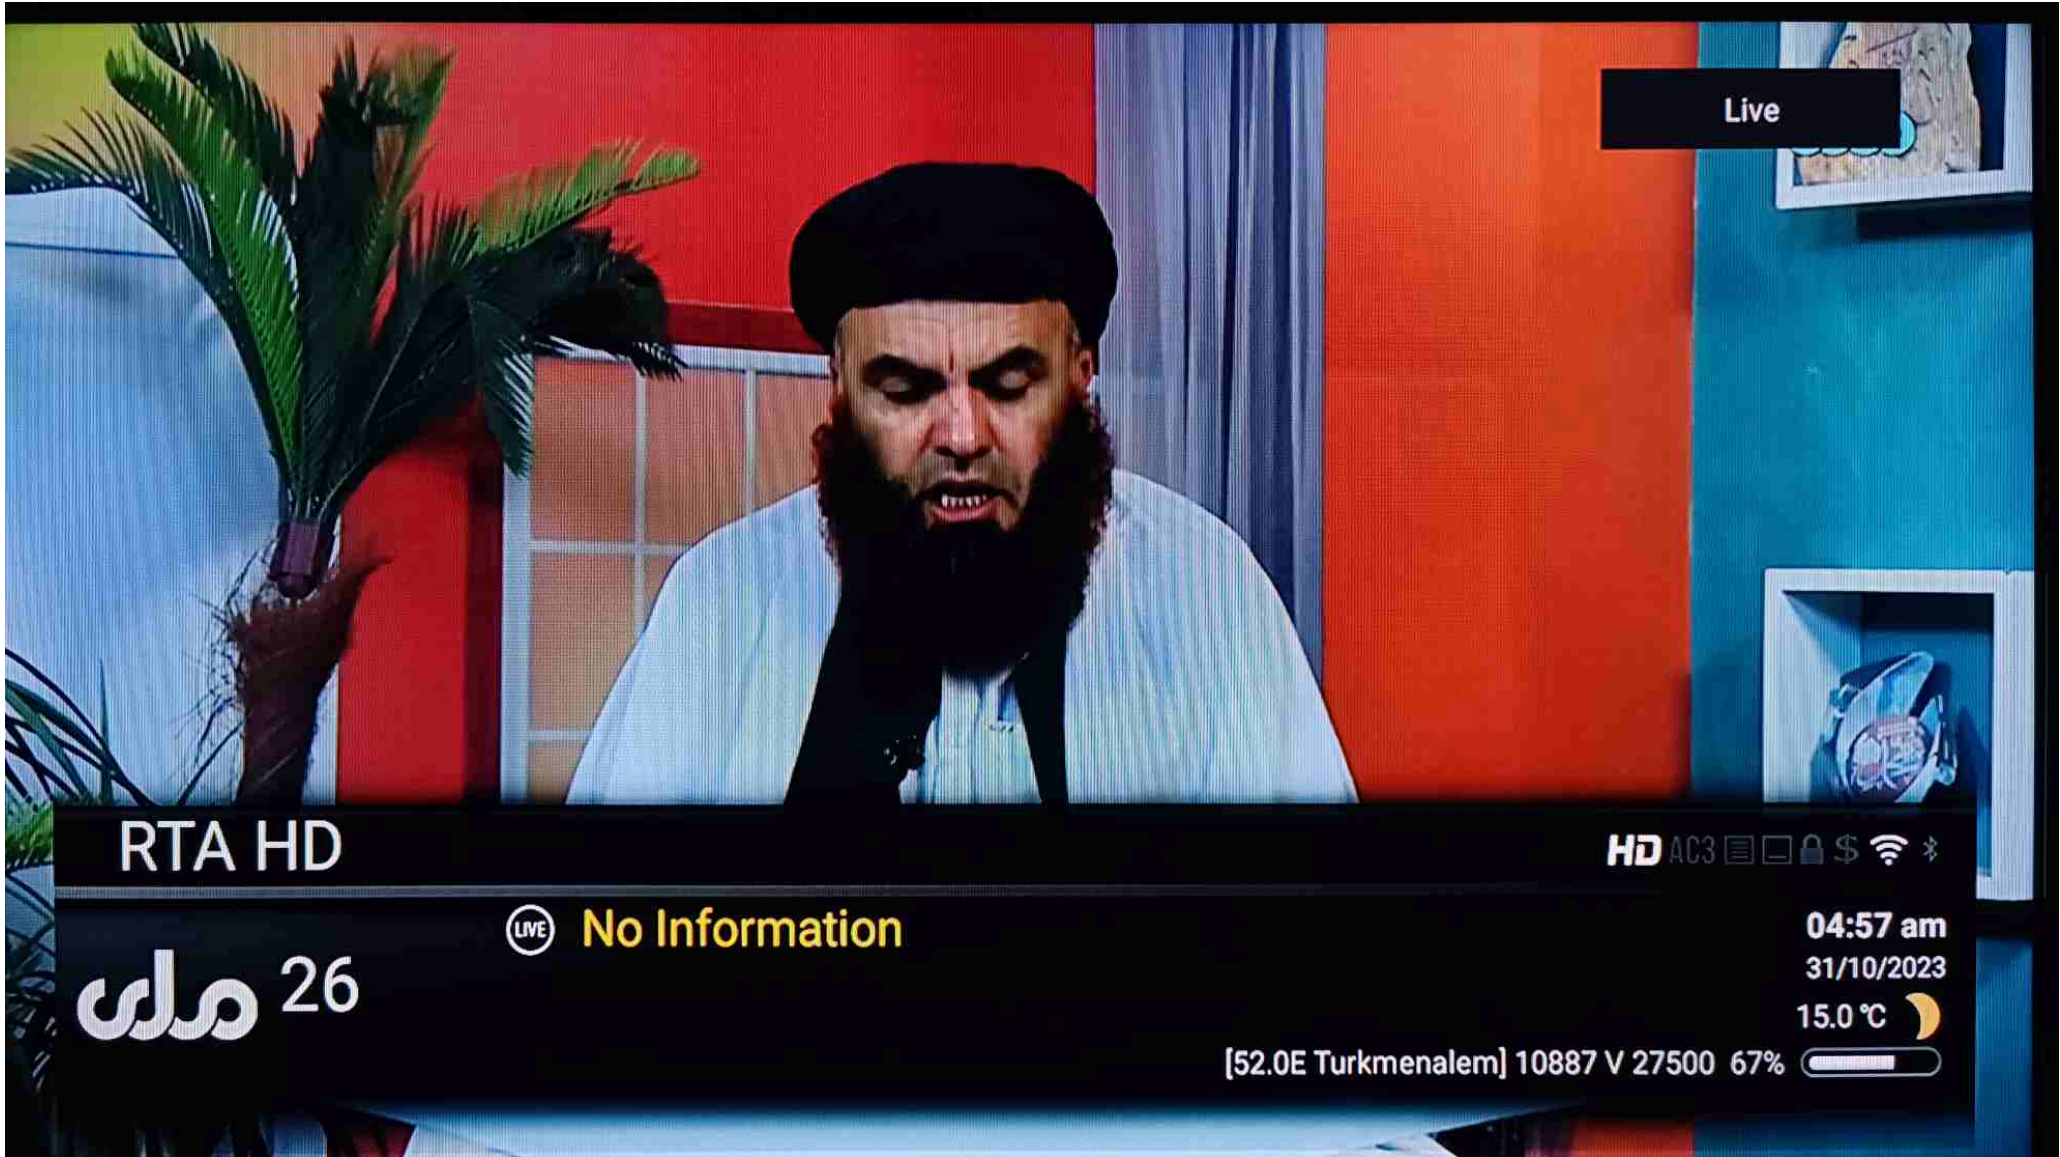 Live
RTA HD
HD AC3 $
LIVE No Information
04:57 am
ملی 26
31/10/2023
15.0 °C
[52.0E Turkmenalem] 10887 V 27500 67%